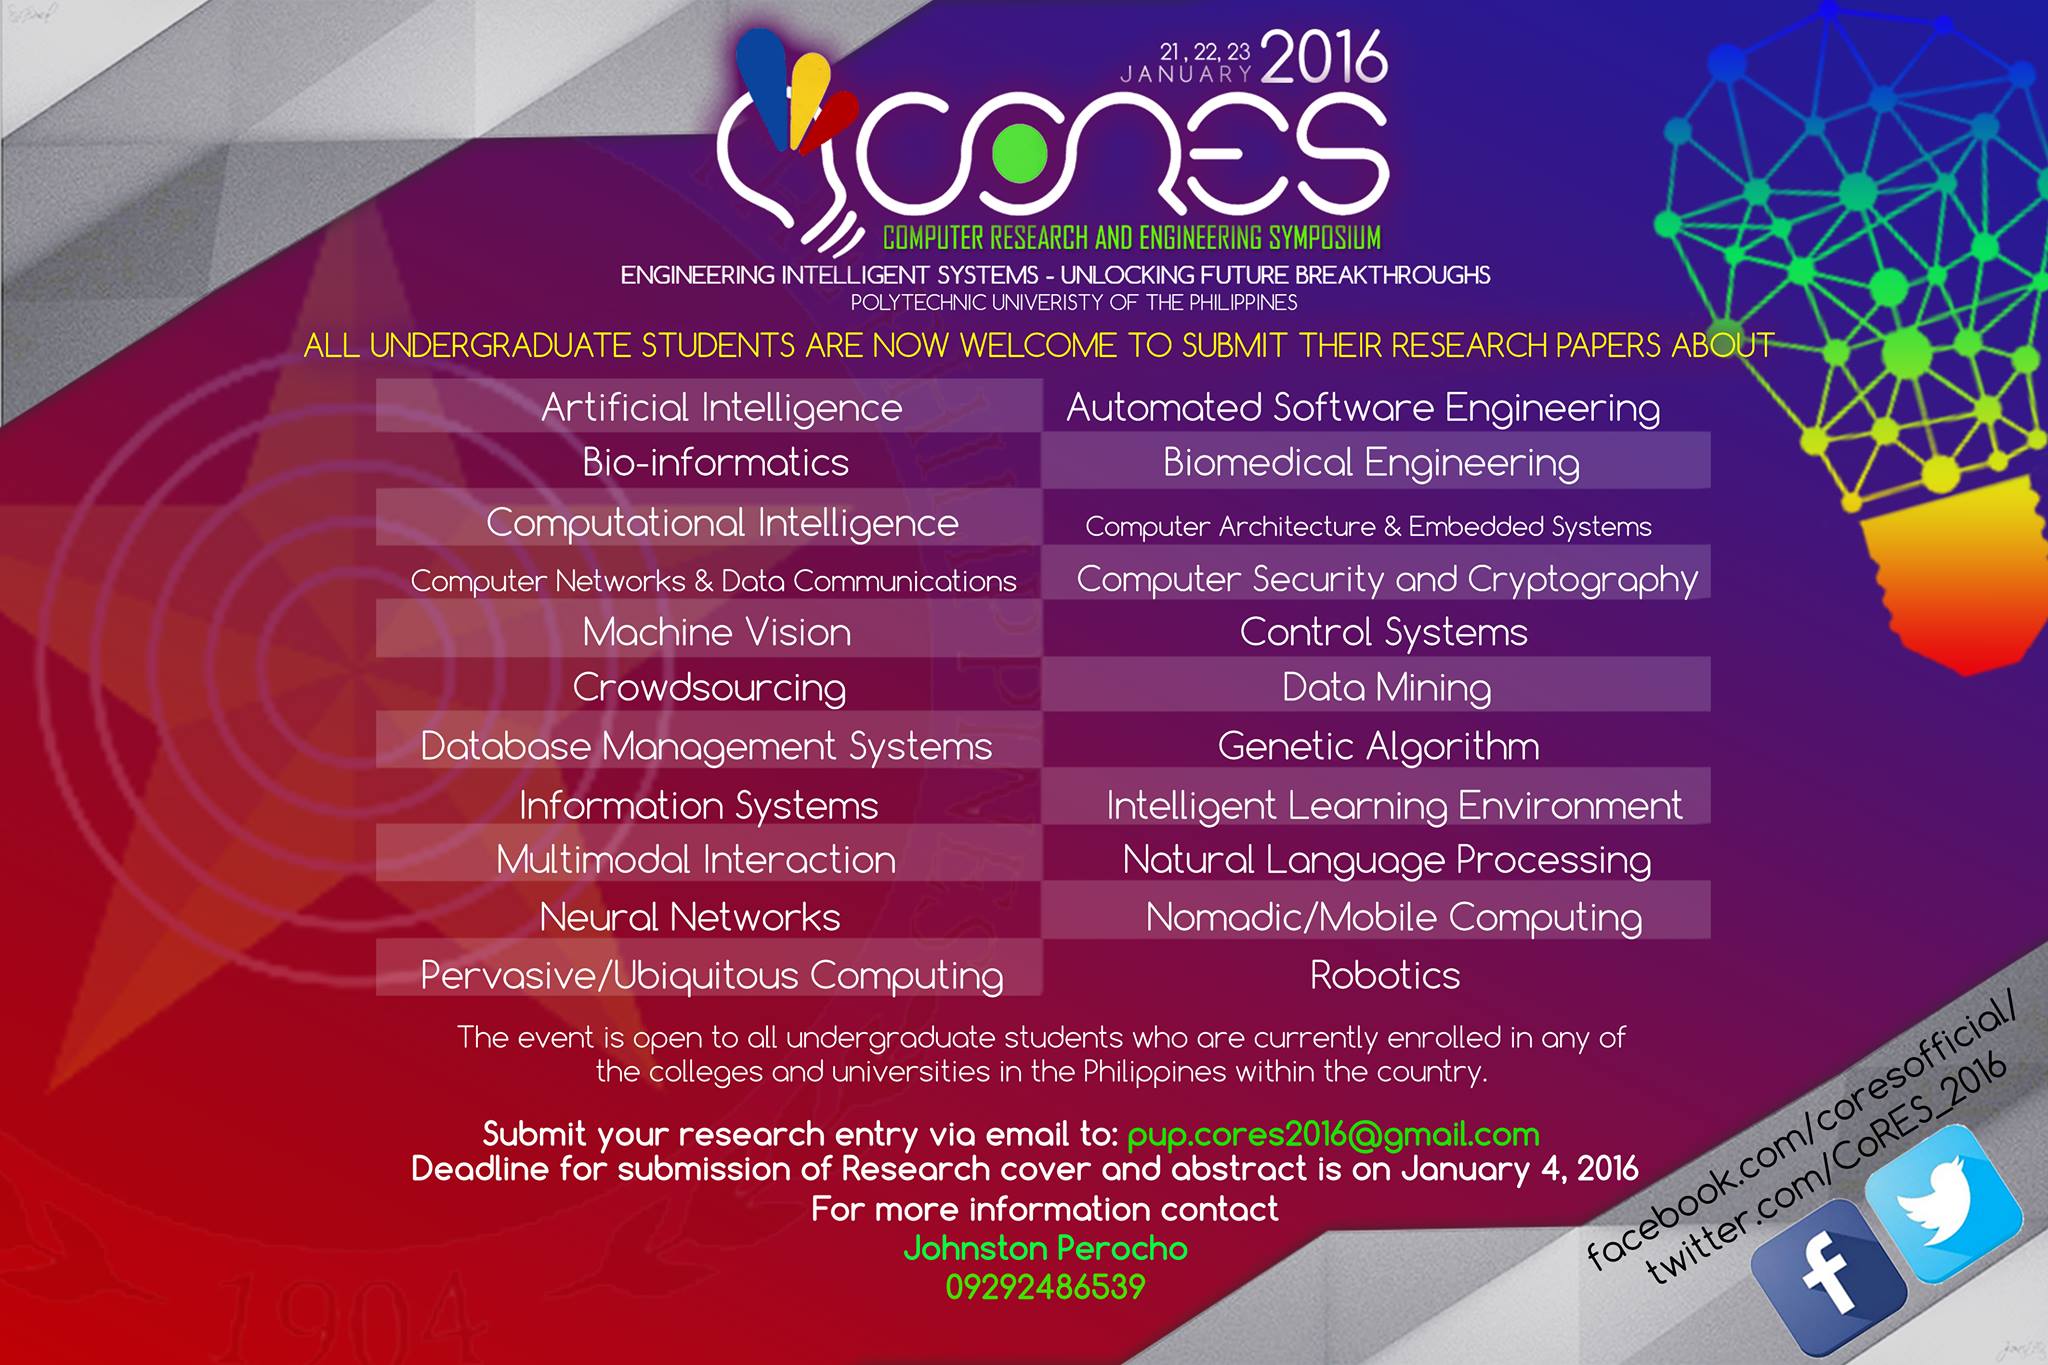 21, 22, 23
JANUARY 2016
CORES
COMPUTER RESEARCH AND ENGINEERING SYMPOSIUM
ENGINEERING INTELLIGENT SYSTEMS - UNLOCKING FUTURE BREAKTHROUGHS
POLYTECHNIC UNIVERISTY OF THE PHILIPPINES
ALL UNDERGRADUATE STUDENTS ARE NOW WELCOME TO SUBMIT THEIR RESEARCH PAPERS ABOUT
Artificial Intelligence Automated Software Engineering
Bio-informatics Biomedical Engineering
Computational Intelligence Computer Architecture & Embedded Systems
Computer Networks & Data Communications Computer Security and Cryptography
Machine Vision Control Systems
Crowdsourcing Data Mining
Database Management Systems Genetic Algorithm
Information Systems Intelligent Learning Environment
Multimodal Interaction Natural Language Processing
Neural Networks Nomadic/Mobile Computing
Pervasive/Ubiquitous Computing Robotics
The event is open to all undergraduate students who are currently enrolled in any of
the colleges and universities in the Philippines within the country.
Submit your research entry via email to: pup.cores2016@gmail.com
Deadline for submission of Research cover and abstract is on January 4, 2016
For more information contact
Johnston Perocho
09292486539
facebook.com/coresofficial/
twitter.com/CoRES_2016
1904